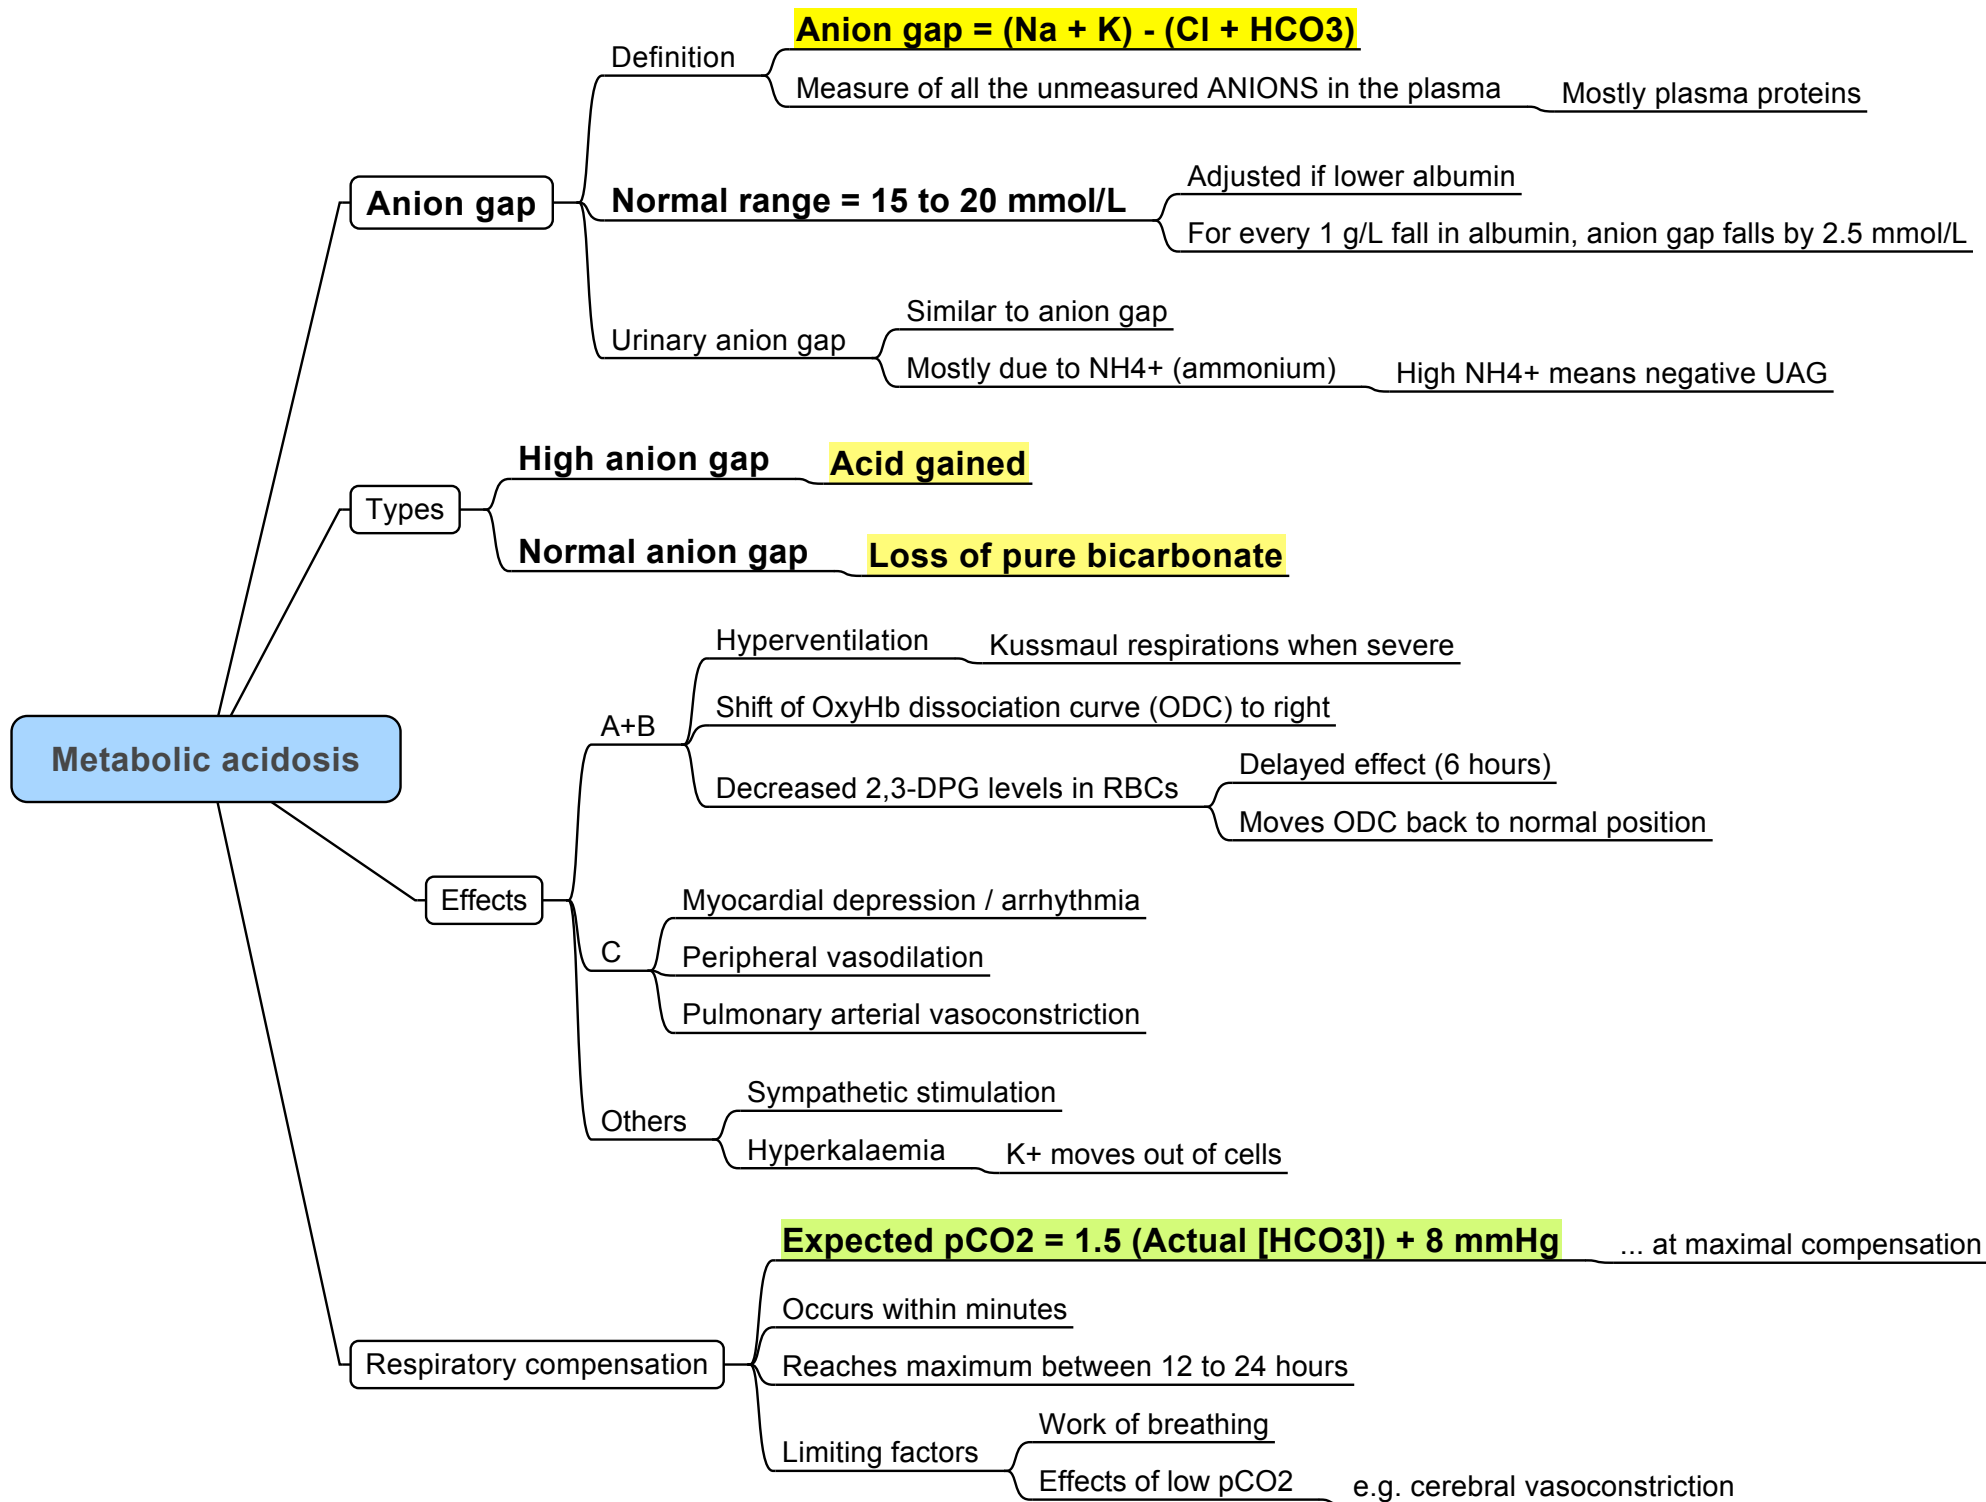 Metabolic acidosis
Anion gap
Definition
Anion gap = (Na + K) - (Cl + HCO3)
Measure of all the unmeasured ANIONS in the plasma
Mostly plasma proteins
Normal range = 15 to 20 mmol/L
Adjusted if lower albumin
For every 1 g/L fall in albumin, anion gap falls by 2.5 mmol/L
Urinary anion gap
Similar to anion gap
Mostly due to NH4+ (ammonium)
High NH4+ means negative UAG
Types
High anion gap
Acid gained
Normal anion gap
Loss of pure bicarbonate
Effects
A+B
Hyperventilation
Kussmaul respirations when severe
Shift of OxyHb dissociation curve (ODC) to right
Decreased 2,3-DPG levels in RBCs
Delayed effect (6 hours)
Moves ODC back to normal position
C
Myocardial depression / arrhythmia
Peripheral vasodilation
Pulmonary arterial vasoconstriction
Others
Sympathetic stimulation
Hyperkalaemia
K+ moves out of cells
Respiratory compensation
Expected pCO2 = 1.5 (Actual [HCO3]) + 8 mmHg
... at maximal compensation
Occurs within minutes
Reaches maximum between 12 to 24 hours
Limiting factors
Work of breathing
Effects of low pCO2
e.g. cerebral vasoconstriction